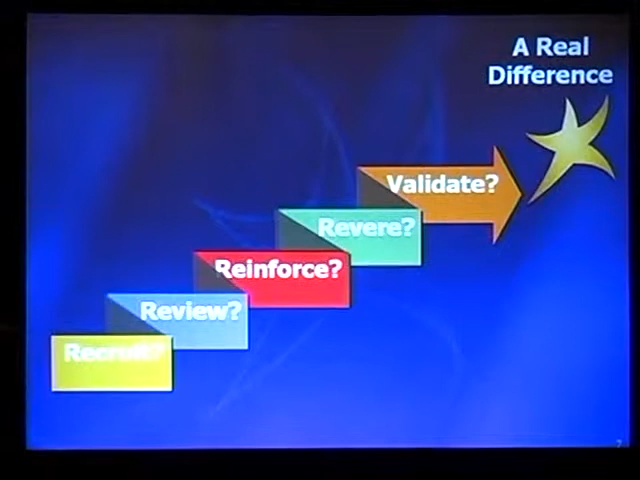 A Real
Difference
Validate?
Revere?
Reinforce?
Review?
Recruit?